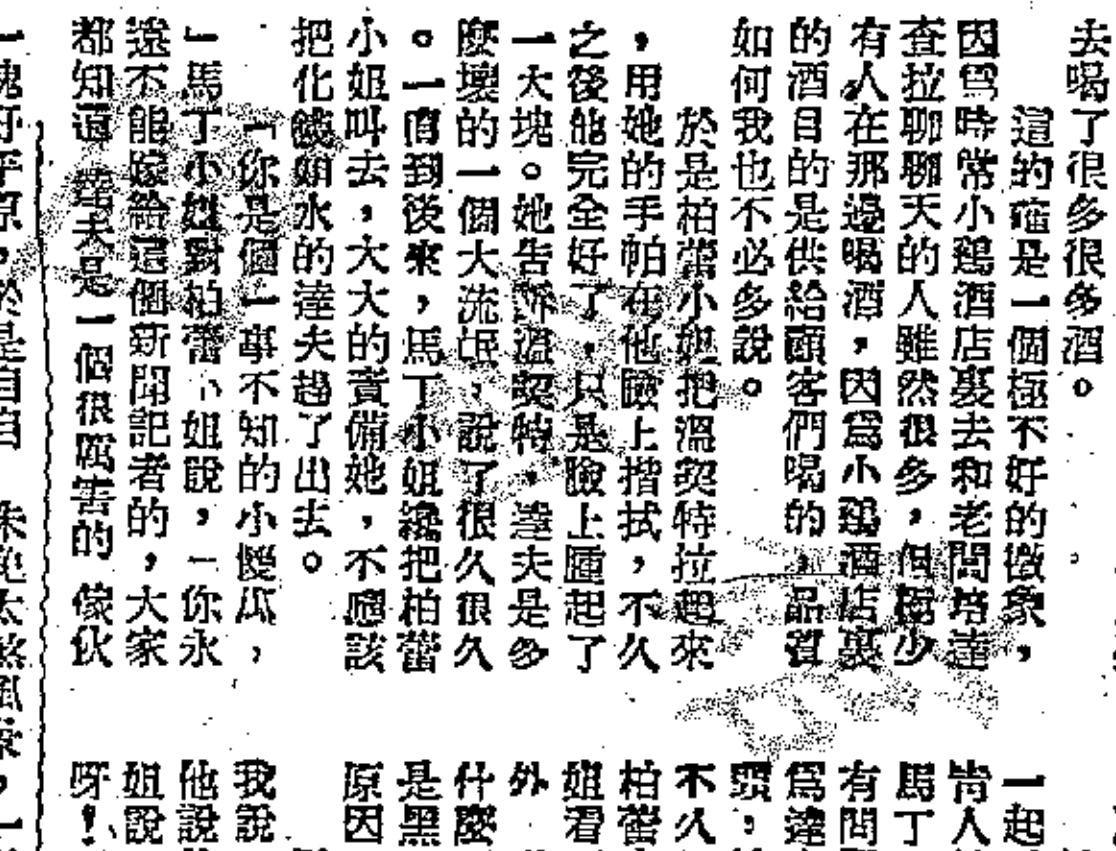 去喝了很多很多酒。
這的確是一個極不好的徵象，
因爲時常小鷄酒店裏去和老闆培達
查拉聊聊天的人雖然很多，但極少
有人在那邊喝酒，因爲小鷄酒店裏
的酒目的是供給顧客們喝的，品質
如何我也不必多說。
於是柏蕾小姐把溫契特拉起來
，用她的手帕在他臉上揩拭，不久
之後他完全好了，只是臉上腫起了
一大塊。她告訴溫契特，達夫是多
麼壞的一個大流氓，說了很久很久
。一直到後來，馬丁小姐纔把柏蕾
小姐叫去，大大的責備她，不應該
把化飯如水的達夫趕了出去。
「你是個一事不知的小傻瓜，
」馬丁小姐對柏蕾小姐說，「你永
遠不能嫁給這個新聞記者的，大家
都知道 達夫是一個很厲害的 傢伙
一起
皆人
馬丁
有問
爲達
頭，
不久
柏蕾
姐看
外
什麼
是黑
原因
我說
他說
姐說
呀！